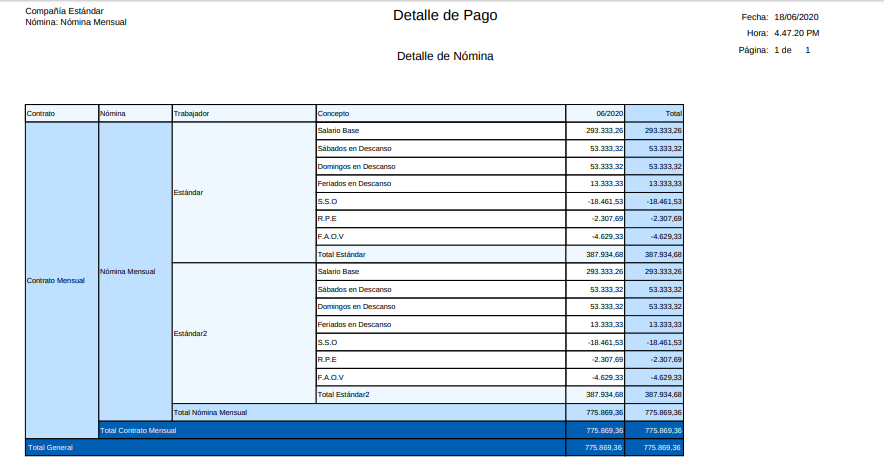 Compañía Estándar
Nómina: Nómina Mensual
Detalle de Pago
Detalle de Nómina
Fecha: 18/06/2020
Hora: 4.47.20 PM
Página: 1 de 1
Contrato Nómina Trabajador Concepto 06/2020 Total
Salario Base 293.333,26 293.333,26
Sábados en Descanso 53.333,32 53.333,32
Domingos en Descanso 53.333,32 53.333,32
Feriados en Descanso 13.333,33 13.333,33
Estándar
S.S.O -18.461,53 -18.461,53
R.P.E -2.307,69 -2.307,69
F.A.O.V -4.629,33 -4.629,33
Total Estándar 387.934,68 387.934,68
Contrato Mensual Nómina Mensual
Salario Base 293.333,26 293.333,26
Sábados en Descanso 53.333,32 53.333,32
Domingos en Descanso 53.333,32 53.333,32
Feriados en Descanso 13.333,33 13.333,33
Estándar2
S.S.O -18.461,53 -18.461,53
R.P.E -2.307,69 -2.307,69
F.A.O.V -4.629,33 -4.629,33
Total Estándar2 387.934,68 387.934,68
Total Nómina Mensual 775.869,36 775.869,36
Total Contrato Mensual 775.869,36 775.869,36
Total General 775.869,36 775.869,36